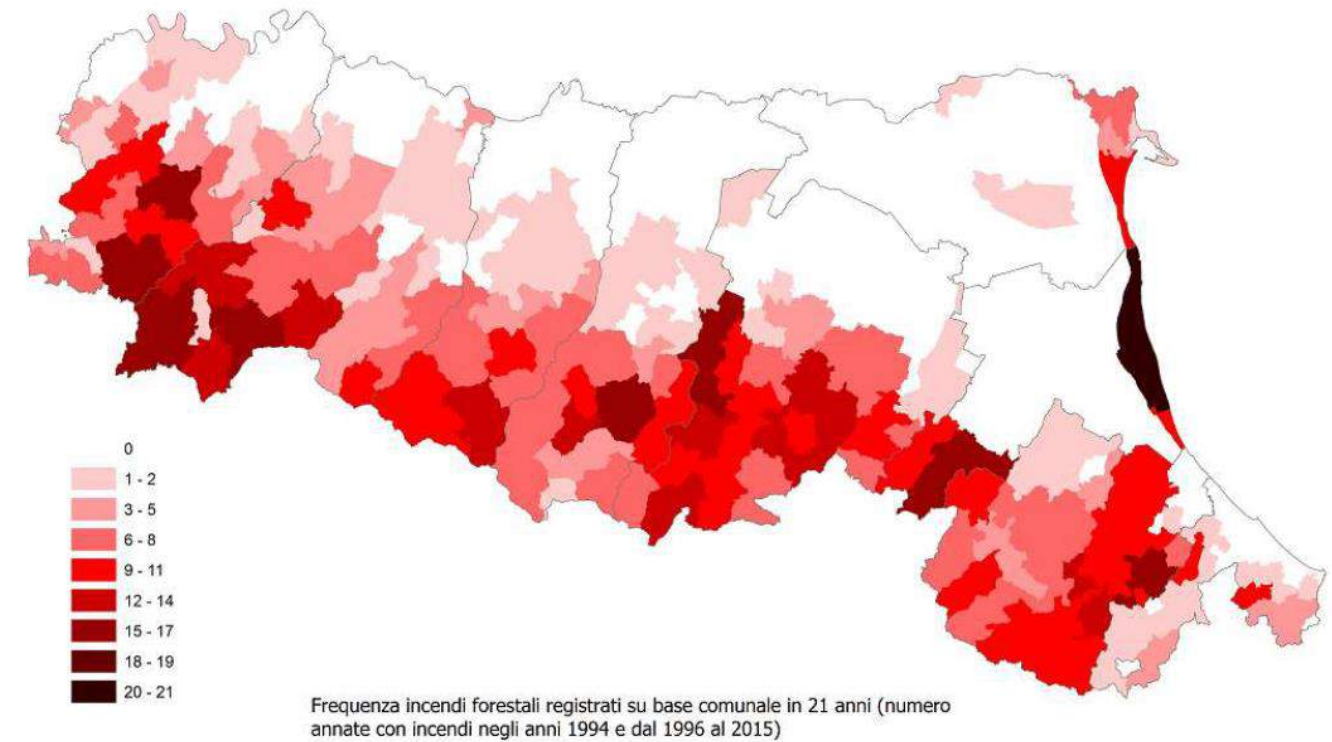 0
1 - 2
3 - 5
6 - 8
9 - 11
12 - 14
15 - 17
18 - 19
20 - 21
Frequenza incendi forestali registrati su base comunale in 21 anni (numero
annate con incendi negli anni 1994 e dal 1996 al 2015)